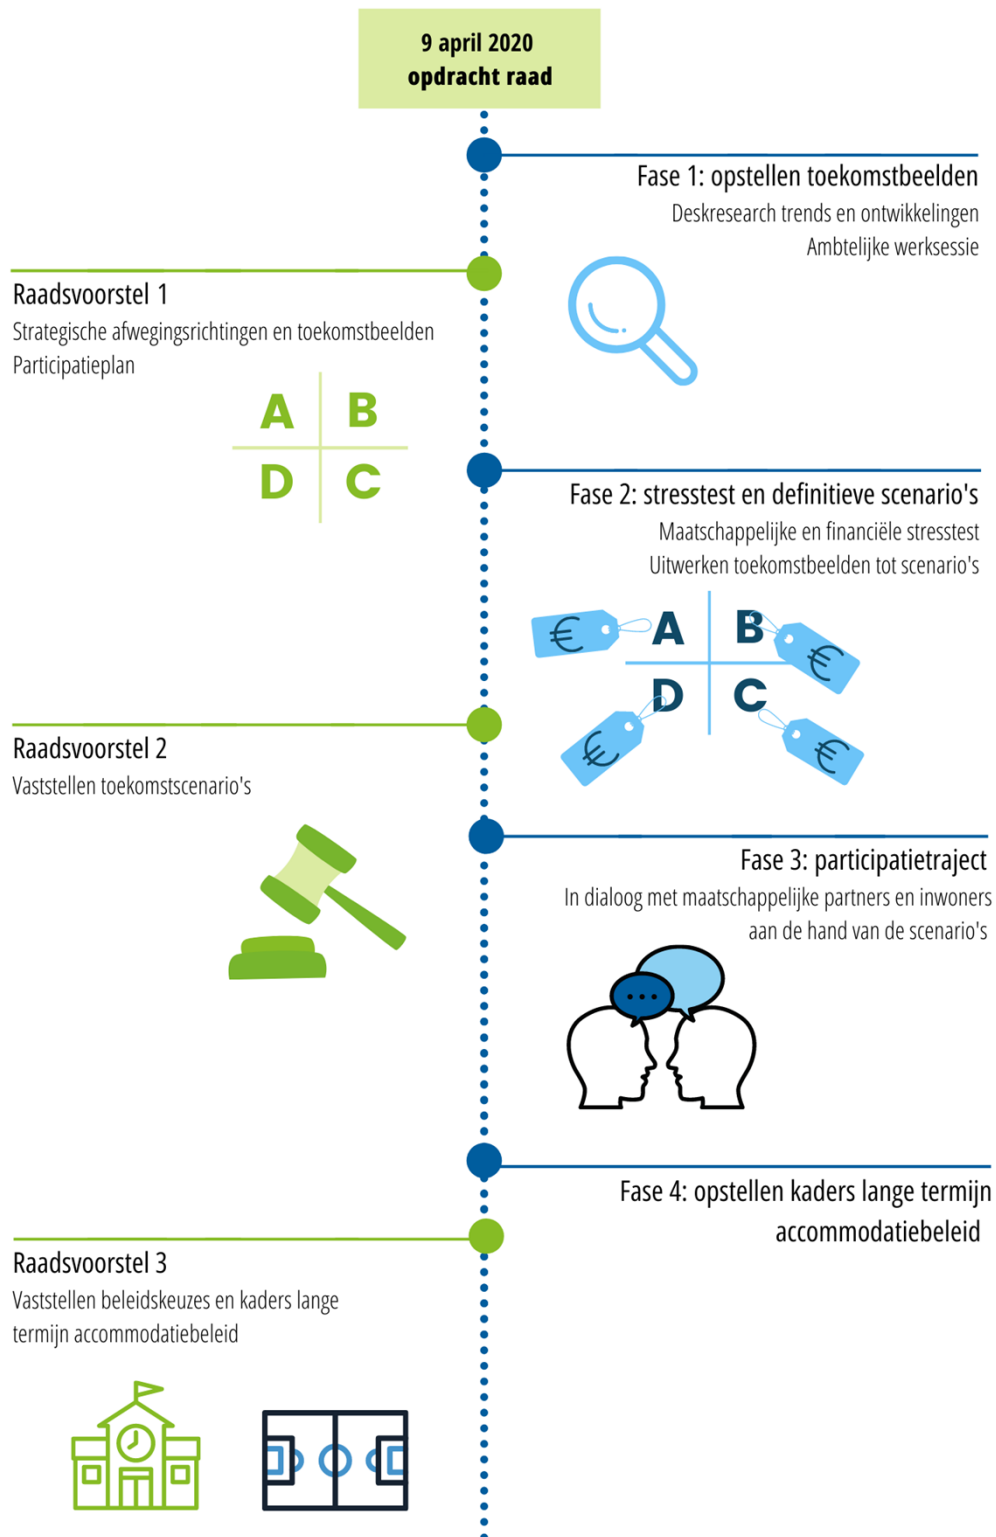 9 april 2020
opdracht raad
Fase 1: opstellen toekomstbeelden
Deskresearch trends en ontwikkelingen
Ambtelijke werksessie
Raadsvoorstel 1
Strategische afwegingsrichtingen en toekomstbeelden
Participatieplan
A B
D C
Fase 2: stresstest en definitieve scenario's
Maatschappelijke en financiële stresstest
Uitwerken toekomstbeelden tot scenario's
€ A B €
€ D C €
Raadsvoorstel 2
Vaststellen toekomstscenario's
Fase 3: participatietraject
In dialoog met maatschappelijke partners en inwoners
aan de hand van de scenario's
Fase 4: opstellen kaders lange termijn
accommodatiebeleid
Raadsvoorstel 3
Vaststellen beleidskeuzes en kaders lange
termijn accommodatiebeleid